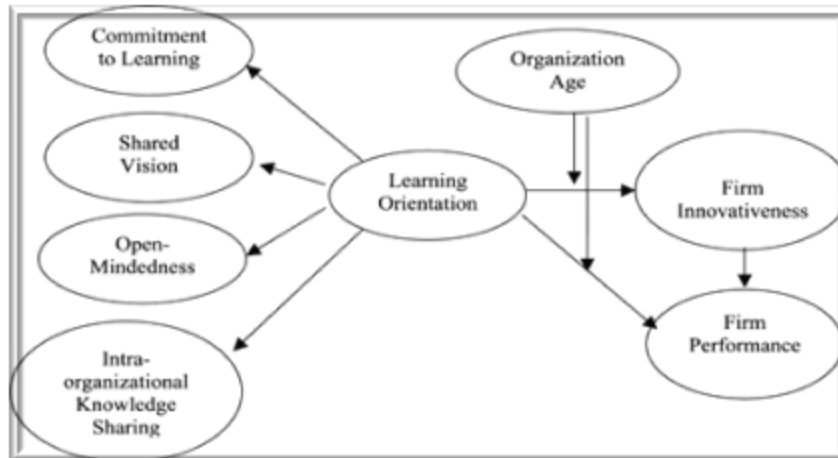 Commitment
to Learning
Shared
Vision
Open-
Mindedness
Intra-
organizational
Knowledge
Sharing
Learning
Orientation
Organization
Age
Firm
Innovativeness
Firm
Performance